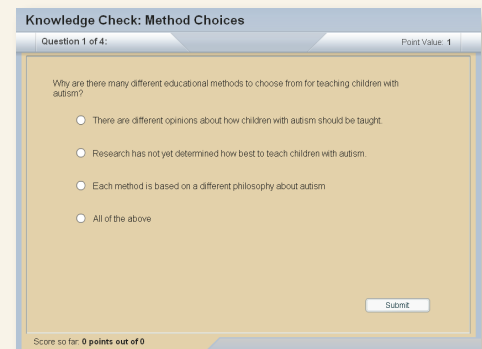 Knowledge Check: Method Choices
Question 1 of 4:
Point Value: 1
Why are there many different educational methods to choose from for teaching children with
autism?
There are different opinions about how children with autism should be taught.
Research has not yet determined how best to teach children with autism.
Each method is based on a different philosophy about autism
All of the above
Submit
Score so far: 0 points out of 0